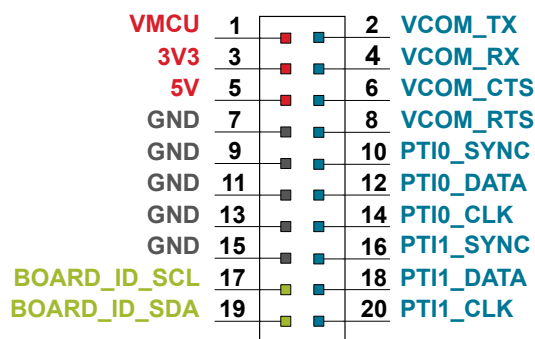 VMCU 1 2 VCOM_TX
3V3 3 4 VCOM_RX
5V 5 6 VCOM_CTS
GND 7 8 VCOM_RTS
GND 9 10 PTI0_SYNC
GND 11 12 PTI0_DATA
GND 13 14 PTI0_CLK
GND 15 16 PTI1_SYNC
BOARD_ID_SCL 17 18 PTI1_DATA
BOARD_ID_SDA 19 20 PTI1_CLK